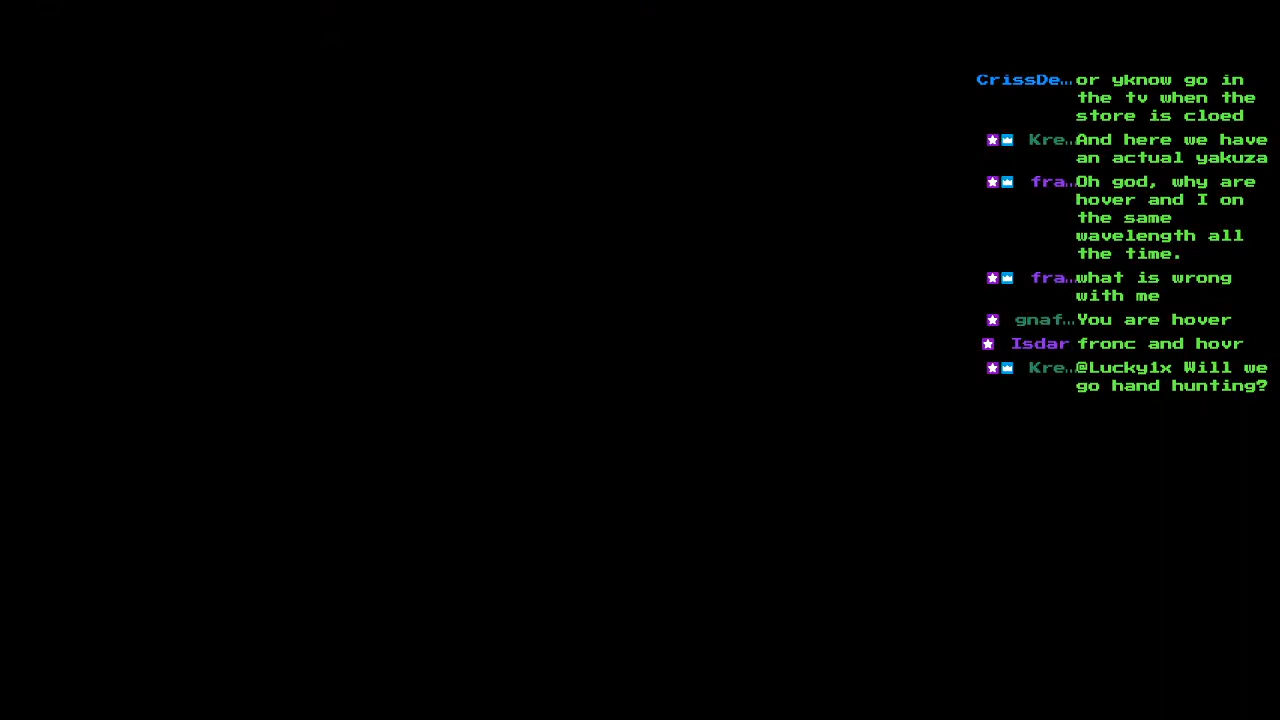 CrissDe… or yknow go in
the tv when the
store is cloed
Kre… And here we have
an actual yakuza
fra… Oh god, why are
hover and I on
the same
wavelength all
the time.
fra… what is wrong
with me
gnaf… You are hover
Isdar fronc and hovr
Kre… @Lucky1x Will we
go hand hunting?